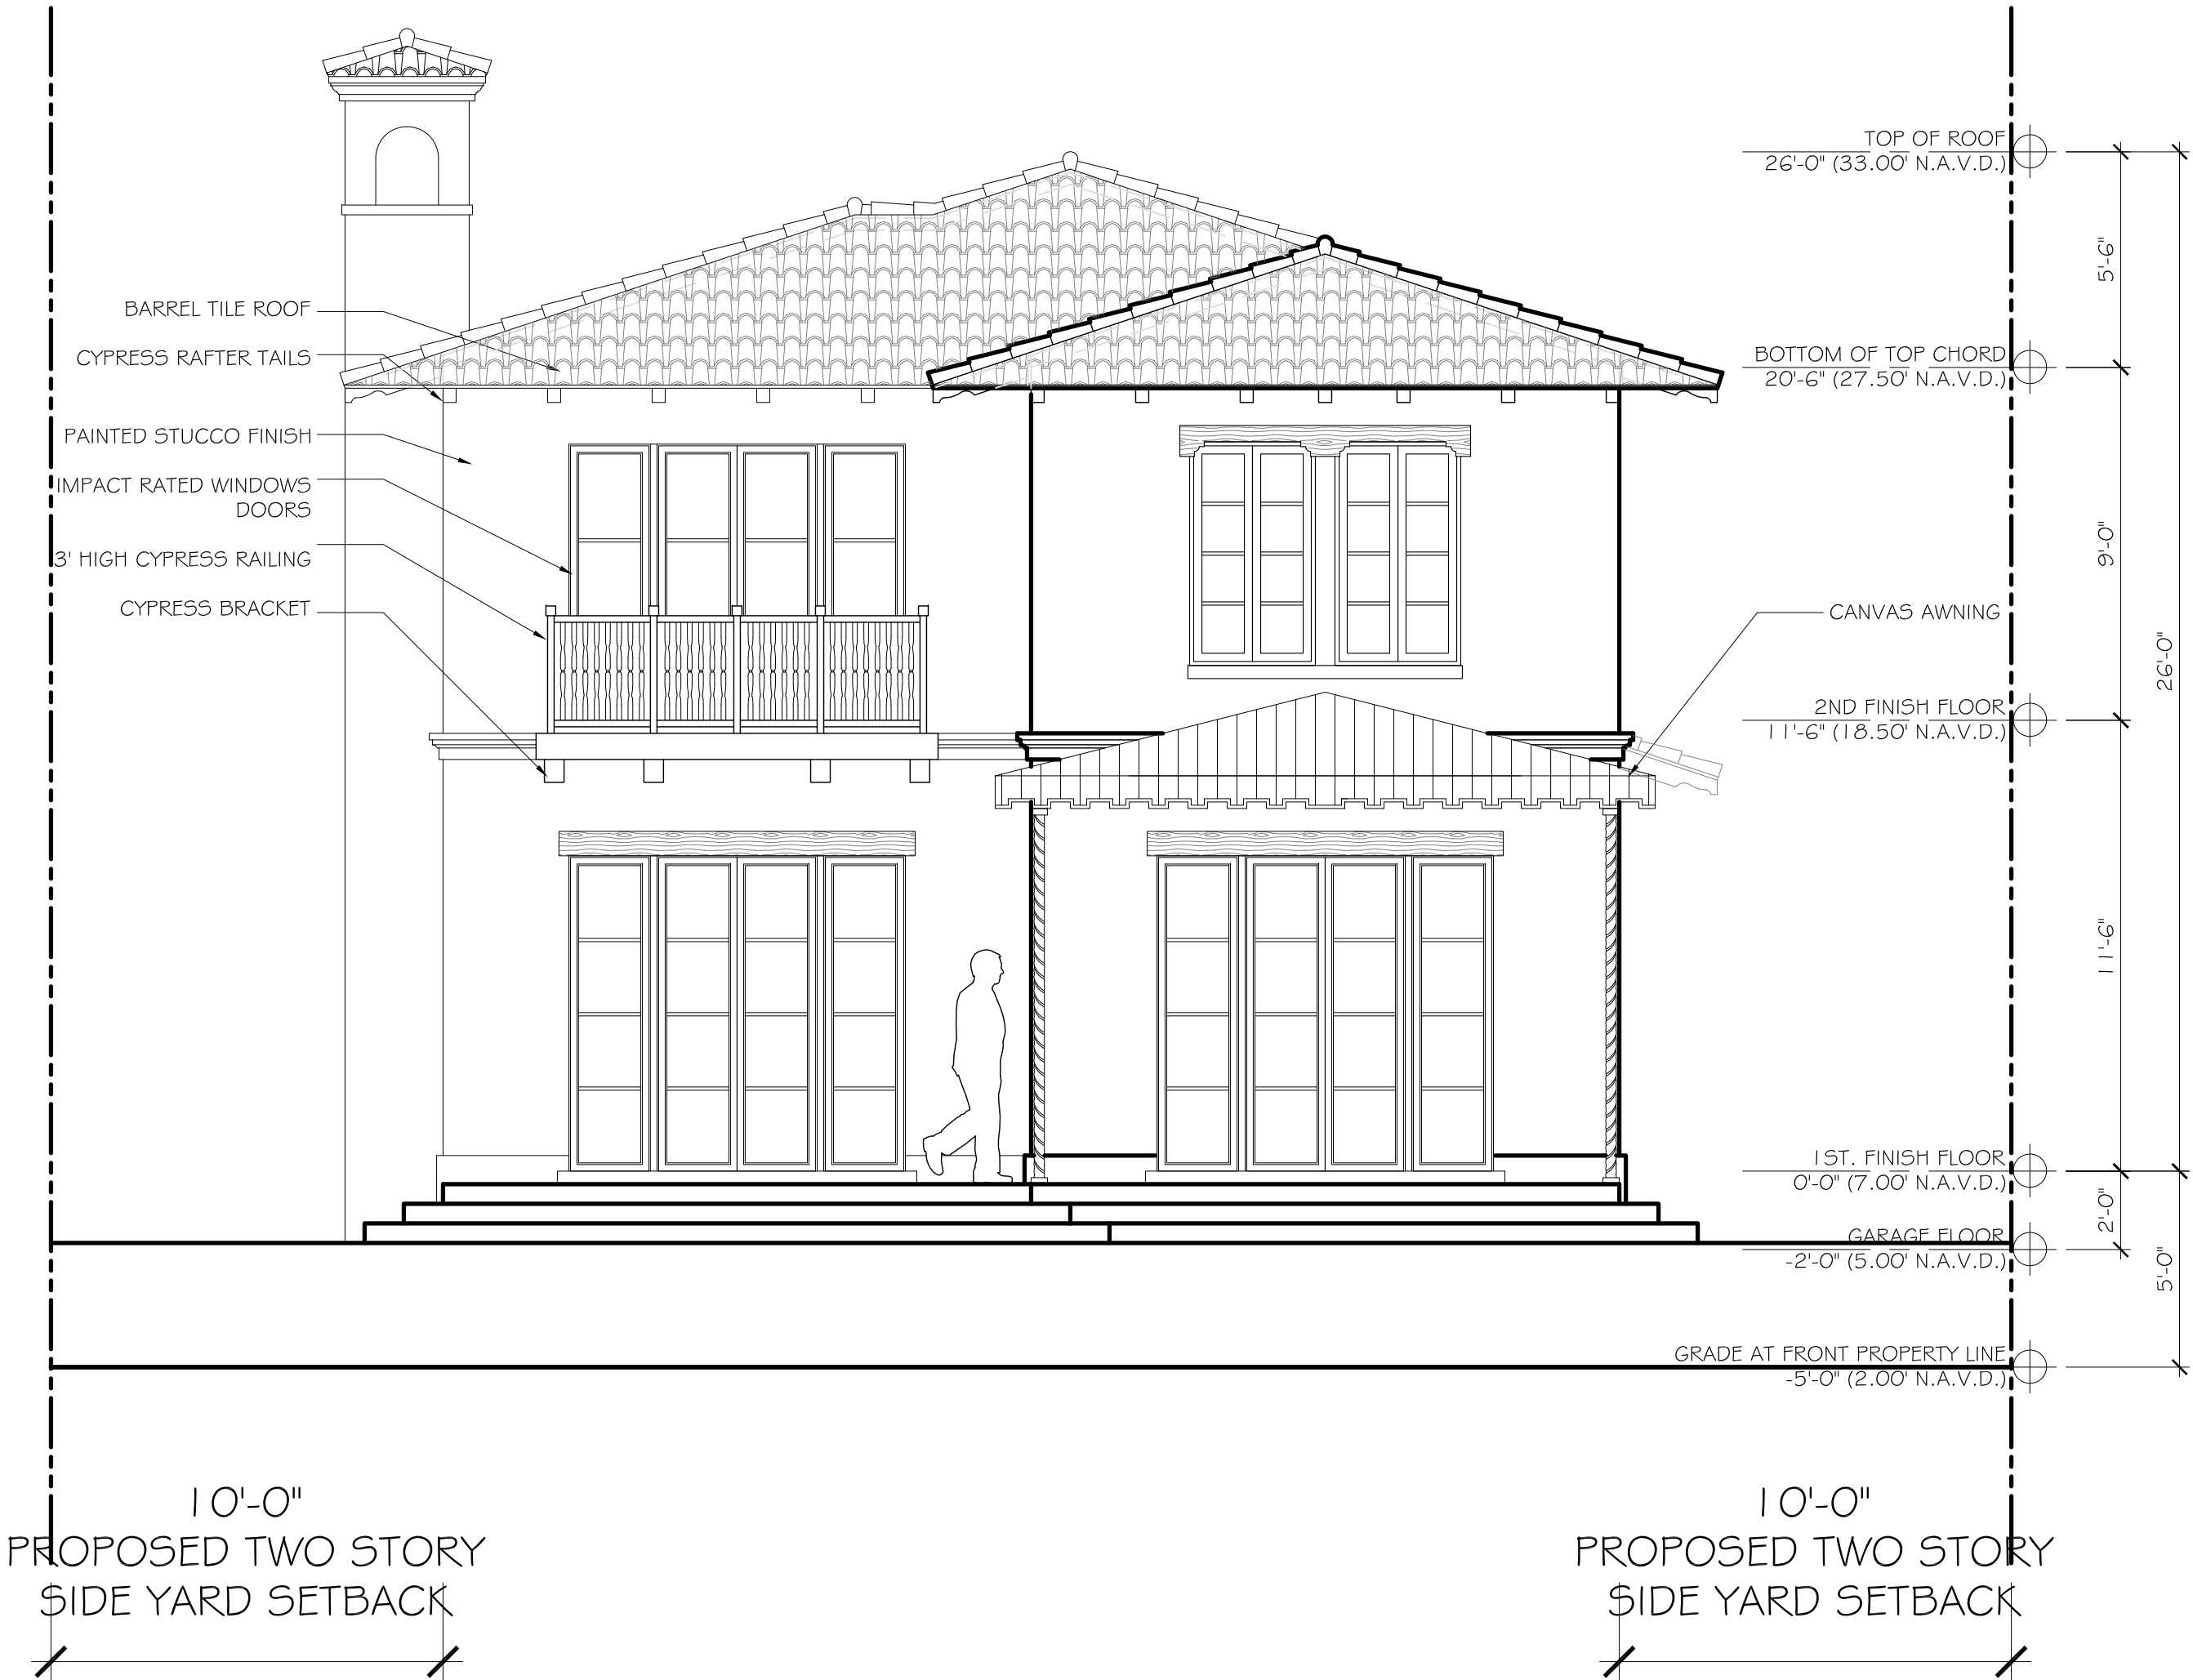 BARREL TILE ROOF
CYPRESS RAFTER TAILS
PAINTED STUCCO FINISH
IMPACT RATED WINDOWS
DOORS
3' HIGH CYPRESS RAILING
CYPRESS BRACKET
CANVAS AWNING
TOP OF ROOF
26'-0" (33.00' N.A.V.D.)
BOTTOM OF TOP CHORD
20'-6" (27.50' N.A.V.D.)
2ND FINISH FLOOR
11'-6" (18.50' N.A.V.D.)
1ST. FINISH FLOOR
0'-0" (7.00' N.A.V.D.)
GARAGE FLOOR
-2'-0" (5.00' N.A.V.D.)
GRADE AT FRONT PROPERTY LINE
-5'-0" (2.00' N.A.V.D.)
5'-6"
9'-0"
11'-6"
2'-0"
26'-0"
5'-0"
10'-0"
PROPOSED TWO STORY
SIDE YARD SETBACK
10'-0"
PROPOSED TWO STORY
SIDE YARD SETBACK